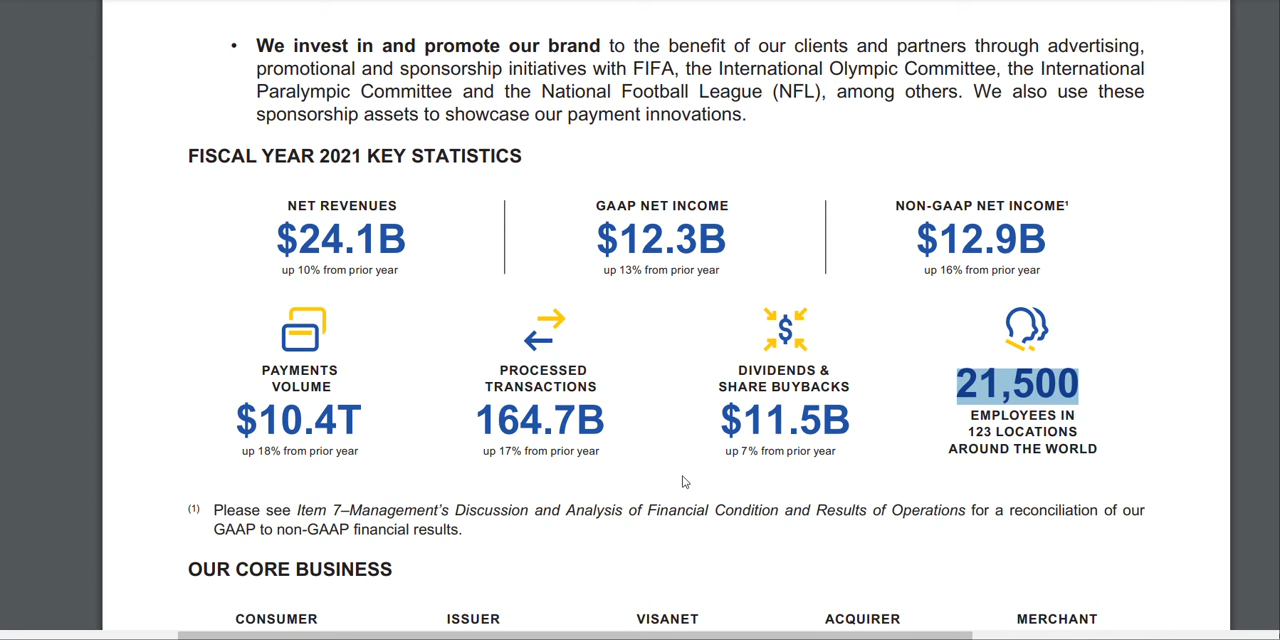 • We invest in and promote our brand to the benefit of our clients and partners through advertising,
promotional and sponsorship initiatives with FIFA, the International Olympic Committee, the International
Paralympic Committee and the National Football League (NFL), among others. We also use these
sponsorship assets to showcase our payment innovations.
FISCAL YEAR 2021 KEY STATISTICS
NET REVENUES
$24.1B
up 10% from prior year
GAAP NET INCOME
$12.3B
up 13% from prior year
NON-GAAP NET INCOME¹
$12.9B
up 16% from prior year
PAYMENTS
VOLUME
$10.4T
up 18% from prior year
PROCESSED
TRANSACTIONS
164.7B
up 17% from prior year
$
DIVIDENDS &
SHARE BUYBACKS
$11.5B
up 7% from prior year
21,500
EMPLOYEES IN
123 LOCATIONS
AROUND THE WORLD
(1) Please see Item 7–Management's Discussion and Analysis of Financial Condition and Results of Operations for a reconciliation of our
GAAP to non-GAAP financial results.
OUR CORE BUSINESS
CONSUMER ISSUER VISANET ACQUIRER MERCHANT